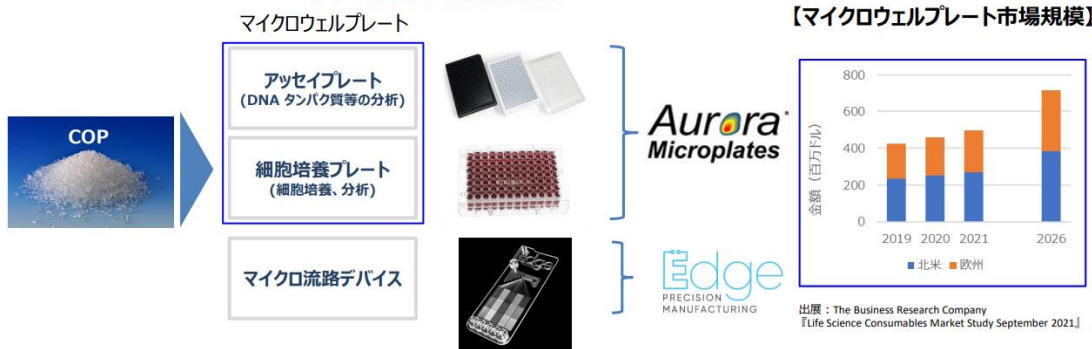 マイクロウェルプレート
【マイクロウェルプレート市場規模】
COP
アッセイプレート
(DNA タンパク質等の分析)
細胞培養プレート
(細胞培養、分析)
マイクロ流路デバイス
Aurora
Microplates
Edge
Edge
PRECISION
MANUFACTURING
金額(百万ドル)
800
600
400
200
0
2019
2020
2021
2026
北米
欧州
出展:The Business Research Company
『Life Science Consumables Market Study September 2021』